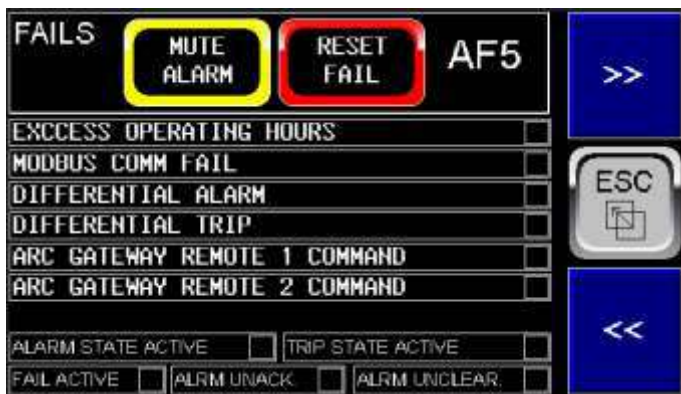 FAILS
MUTE
ALARM
RESET
FAIL
AF5
>>
EXCCESS OPERATING HOURS
MODBUS COMM FAIL
DIFFERENTIAL ALARM
DIFFERENTIAL TRIP
ARC GATEWAY REMOTE 1 COMMAND
ARC GATEWAY REMOTE 2 COMMAND
ESC
ALARM STATE ACTIVE
TRIP STATE ACTIVE
FAIL ACTIVE
ALRM UNACK.
ALRM UNCLEAR.
<<